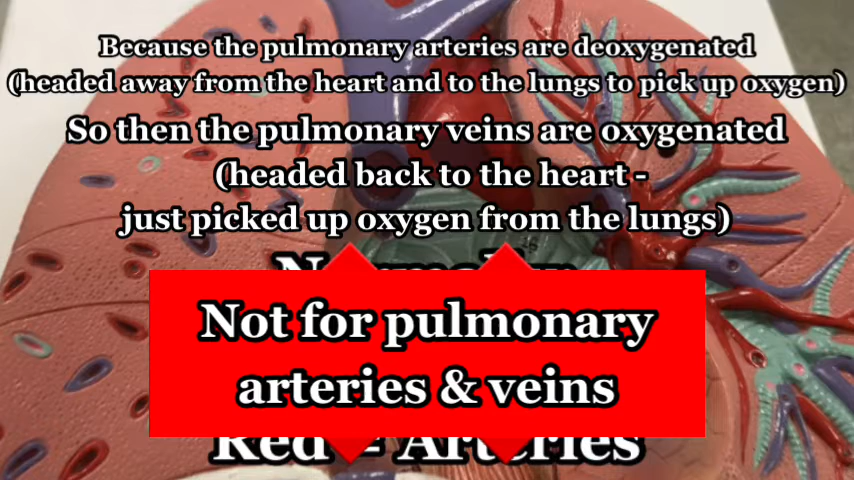 Because the pulmonary arteries are deoxygenated
(headed away from the heart and to the lungs to pick up oxygen)
So then the pulmonary veins are oxygenated
(headed back to the heart -
just picked up oxygen from the lungs)
Not for pulmonary
arteries & veins
Red = Arteries